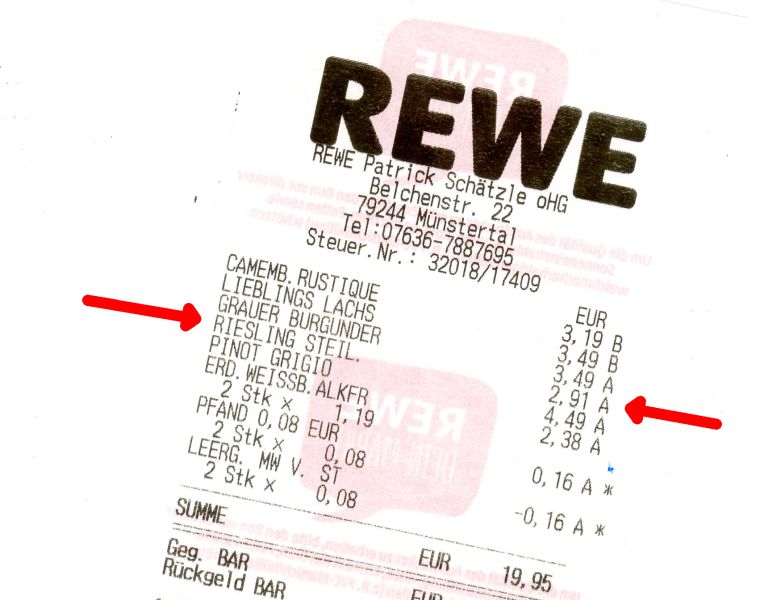 REWE
REWE Patrick Schätzle oHG
Belchenstr. 22
79244 Münstertal
Tel:07636-7887695
Steuer.Nr.: 32018/17409
EUR
CAMEMB.RUSTIQUE 3,19 B
LIEBLINGS LACHS 3,49 B
GRAUER BURGUNDER 3,49 A
RIESLING STEIL. 2,91 A
PINOT GRIGIO 4,49 A
ERD.WEISSB.ALKFR 2,38 A
2 Stk x 1,19
PFAND 0,08 EUR 0,16 A *
2 Stk x 0,08
LEERG. MW V. ST -0,16 A *
2 Stk x 0,08
SUMME EUR 19,95
Geg. BAR EUR
Rückgeld BAR